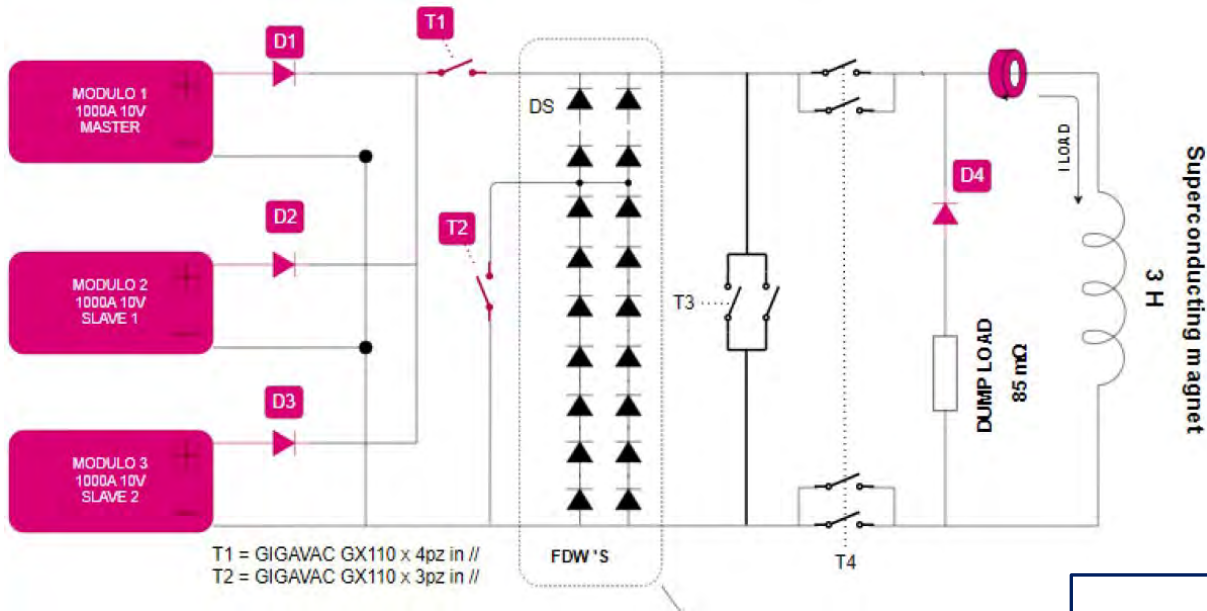 D1
T1
MODULO 1
1000A 10V
MASTER
DS
I LOAD
D4
D2
T2
MODULO 2
1000A 10V
SLAVE 1
T3
3 H
Superconducting magnet
DUMP LOAD
85 mΩ
D3
MODULO 3
1000A 10V
SLAVE 2
T1 = GIGAVAC GX110 x 4pz in //
T2 = GIGAVAC GX110 x 3pz in //
FDW'S
T4